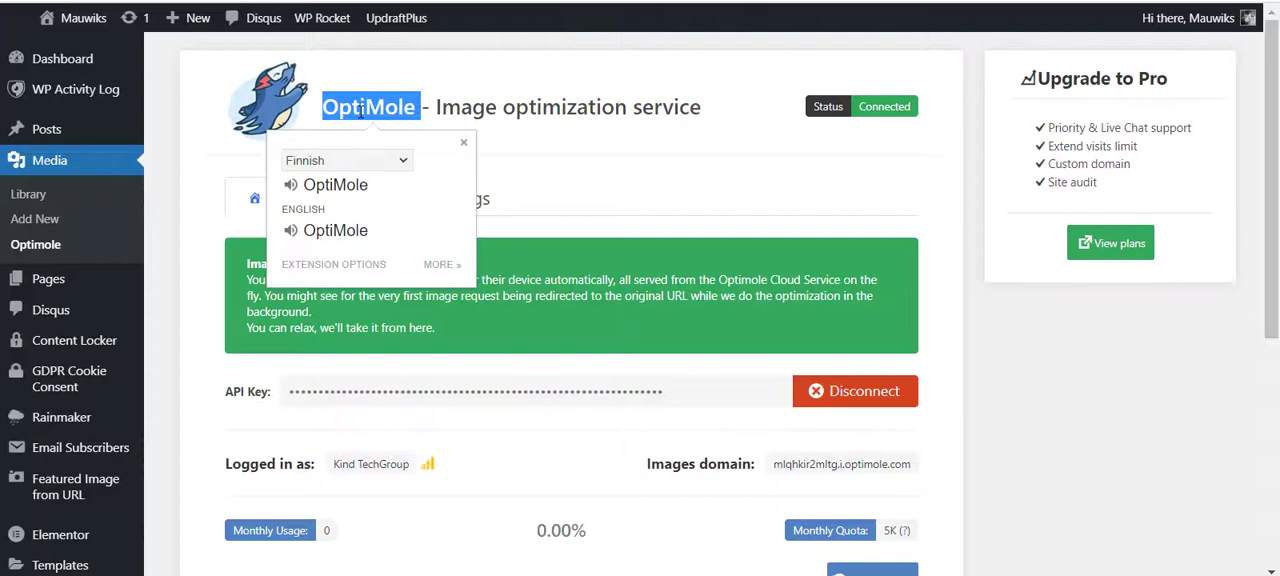 Mauwiks 1 New Disqus WP Rocket UpdraftPlus Hi there, Mauwiks
Dashboard
WP Activity Log
Posts
Media
Library
Add New
Optimole
Pages
Disqus
Content Locker
GDPR Cookie
Consent
Rainmaker
Email Subscribers
Featured Image
from URL
Elementor
Templates
OptiMole - Image optimization service
Status Connected
Finnish
OptiMole
ENGLISH
OptiMole
EXTENSION OPTIONS MORE »
gs
Ima
You their device automatically, all served from the Optimole Cloud Service on the
fly. You might see for the very first image request being redirected to the original URL while we do the optimization in the
background.
You can relax, we'll take it from here.
API Key: Disconnect
Logged in as: Kind TechGroup Images domain: mlqhkir2mltg.i.optimole.com
Monthly Usage: 0 0.00% Monthly Quota: 5K (?)
Upgrade to Pro
✔ Priority & Live Chat support
✔ Extend visits limit
✔ Custom domain
✔ Site audit
View plans